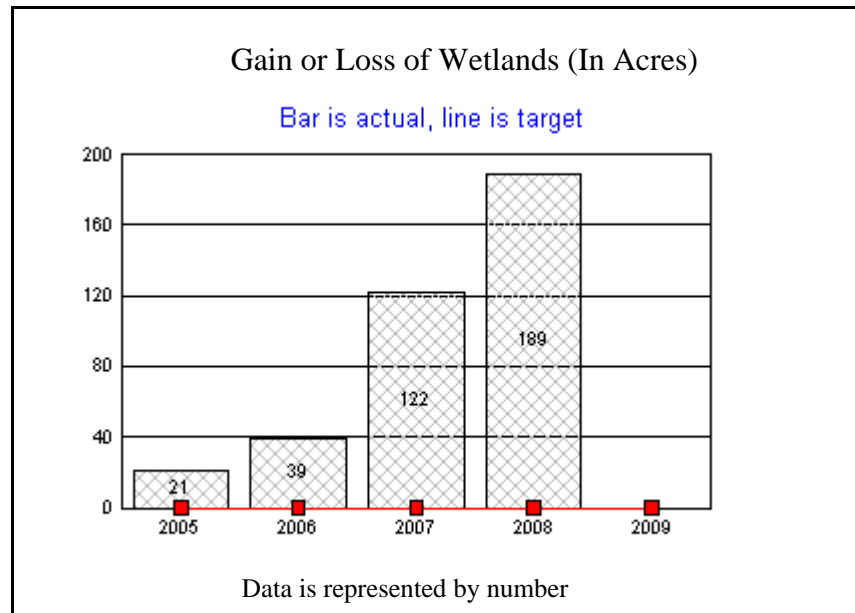 Gain or Loss of Wetlands (In Acres)
Bar is actual, line is target
200
160
120
80
40
0
21
39
122
189
2005 2006 2007 2008 2009
Data is represented by number